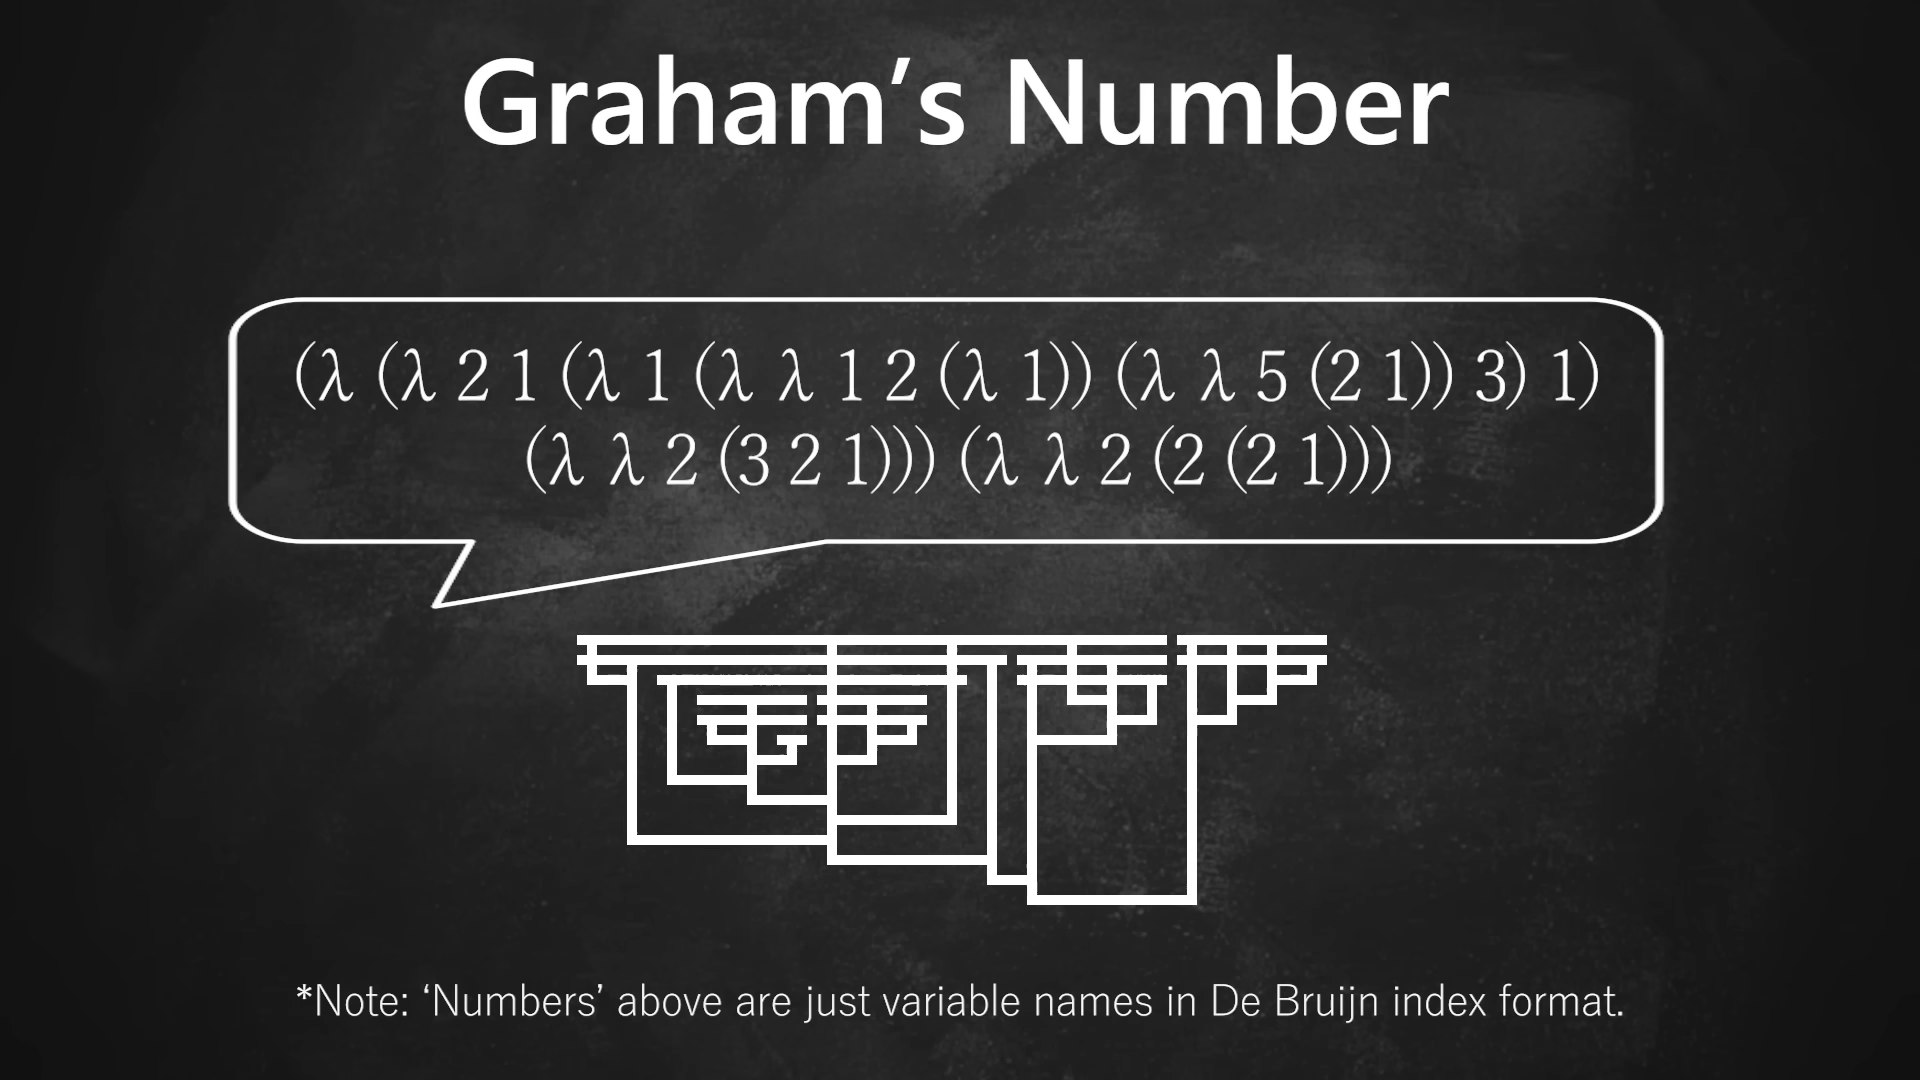 Graham’s Number
(λ (λ 2 1 (λ 1 (λ λ 1 2 (λ 1)) (λ λ 5 (2 1)) 3) 1)
(λ λ 2 (3 2 1))) (λ λ 2 (2 (2 1)))
*Note: ‘Numbers’ above are just variable names in De Bruijn index format.